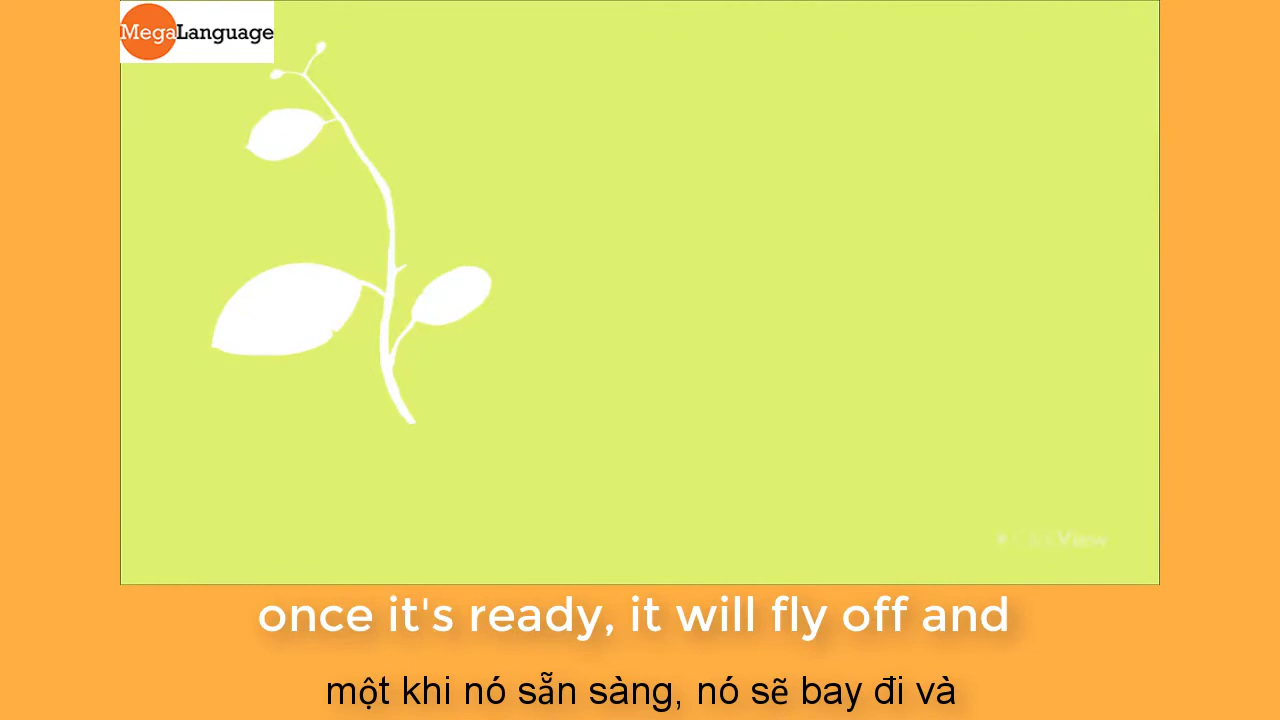 MegaLanguage
View
once it's ready, it will fly off and
một khi nó sẵn sàng, nó sẽ bay đi và